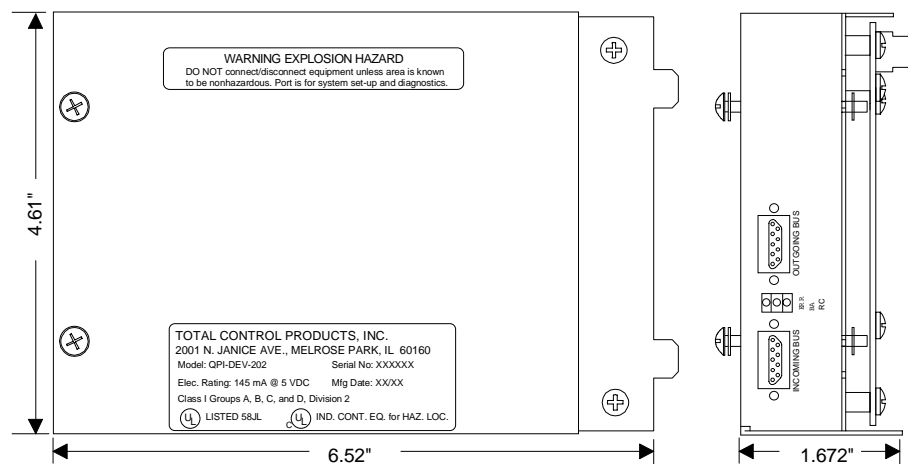 WARNING EXPLOSION HAZARD
DO NOT connect/disconnect equipment unless area is known
to be nonhazardous. Port is for system set-up and diagnostics.
4.61"
TOTAL CONTROL PRODUCTS, INC.
2001 N. JANICE AVE., MELROSE PARK, IL 60160
Model: QPI-DEV-202 Serial No: XXXXXX
Elec. Rating: 145 mA @ 5 VDC Mfg Date: XX/XX
Class I Groups A, B, C, and D, Division 2
UL LISTED 58JL C UL IND. CONT. EQ. for HAZ. LOC.
6.52"
OUTGOING BUS
RC
INCOMING BUS
1.672"